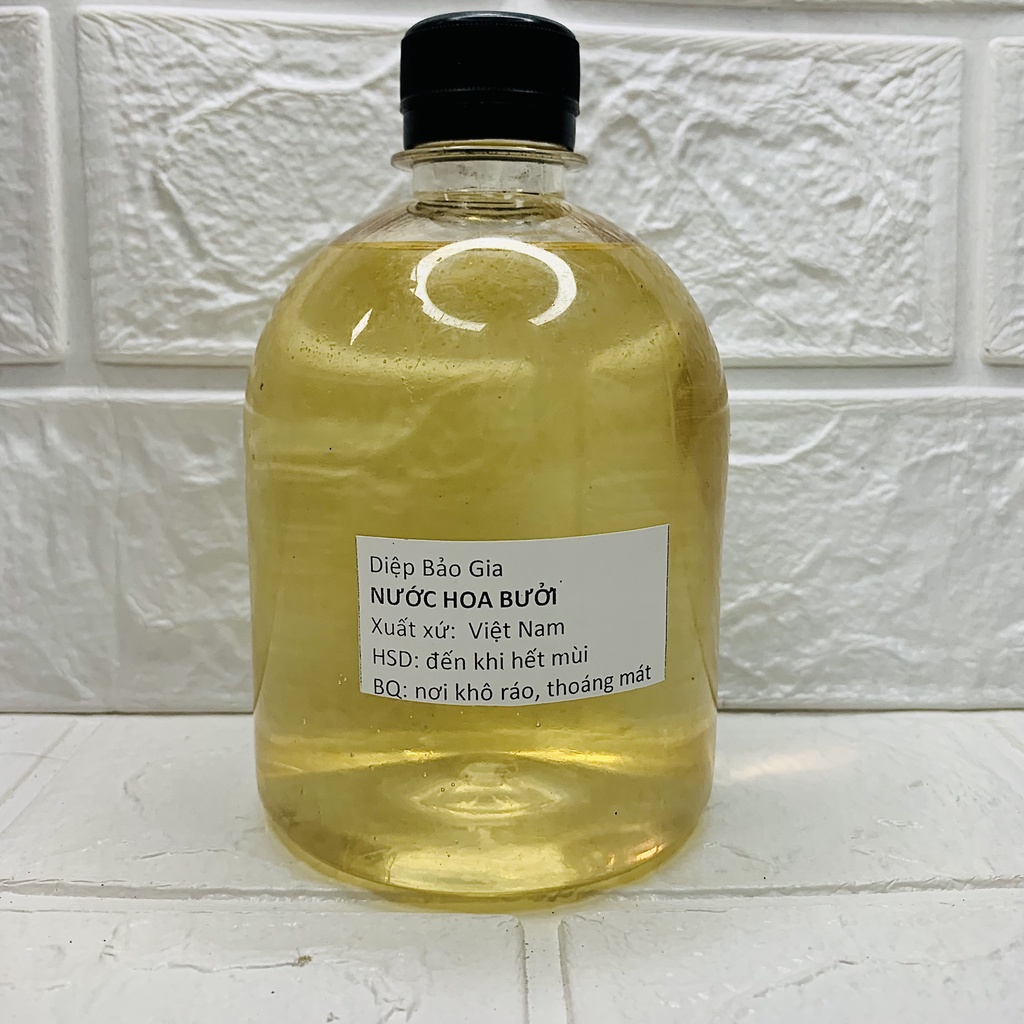 Diệp Bảo Gia
NƯỚC HOA BƯỞI
Xuất xứ: Việt Nam
HSD: đến khi hết mùi
BQ: nơi khô ráo, thoáng mát